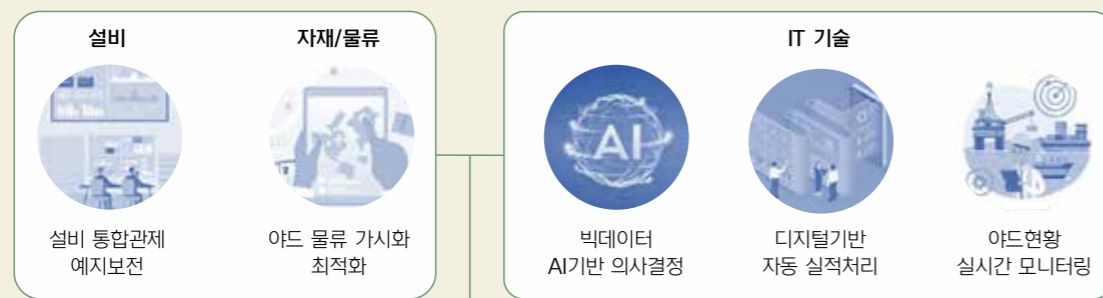 설비
자재/물류
IT 기술
AI
설비 통합관제
예지보전
야드 물류 가시화
최적화
빅데이터
AI기반 의사결정
디지털기반
자동 실적처리
야드현황
실시간 모니터링